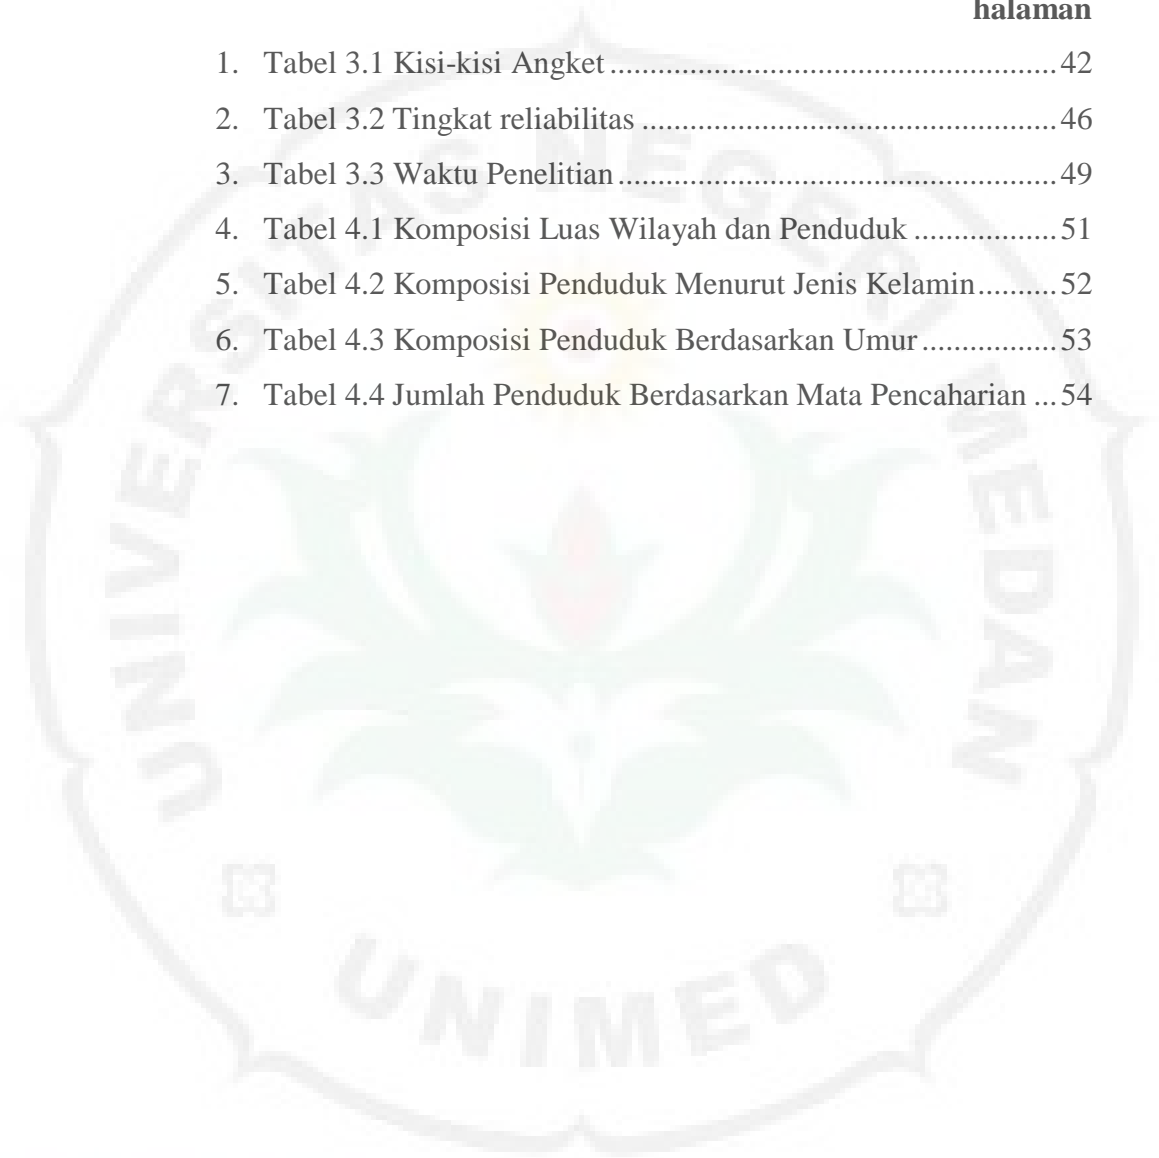 halaman
1. Tabel 3.1 Kisi-kisi Angket ........................................................ 42
2. Tabel 3.2 Tingkat reliabilitas .................................................... 46
3. Tabel 3.3 Waktu Penelitian ....................................................... 49
4. Tabel 4.1 Komposisi Luas Wilayah dan Penduduk .................. 51
5. Tabel 4.2 Komposisi Penduduk Menurut Jenis Kelamin .......... 52
6. Tabel 4.3 Komposisi Penduduk Berdasarkan Umur ................. 53
7. Tabel 4.4 Jumlah Penduduk Berdasarkan Mata Pencaharian ... 54
UNIVERSITAS NEGERI MEDAN
UNIMED